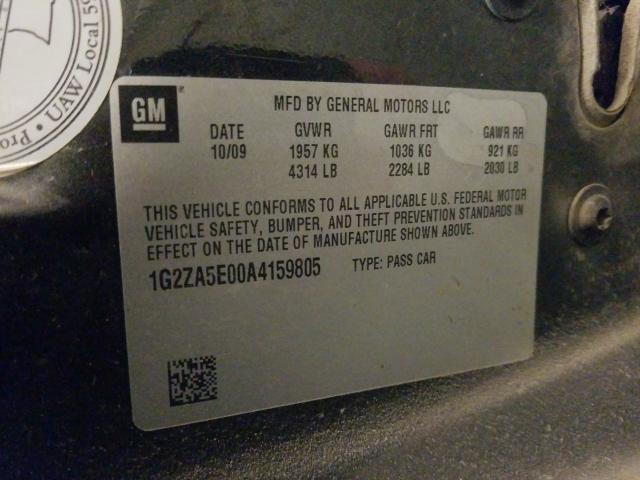 Pro
• UAW Local 59
GM
®
MFD BY GENERAL MOTORS LLC
DATE GVWR GAWR FRT GAWR RR
10/09 1957 KG 1036 KG 921 KG
4314 LB 2284 LB 2030 LB
THIS VEHICLE CONFORMS TO ALL APPLICABLE U.S. FEDERAL MOTOR
VEHICLE SAFETY, BUMPER, AND THEFT PREVENTION STANDARDS IN
EFFECT ON THE DATE OF MANUFACTURE SHOWN ABOVE.
1G2ZA5E00A4159805 TYPE: PASS CAR